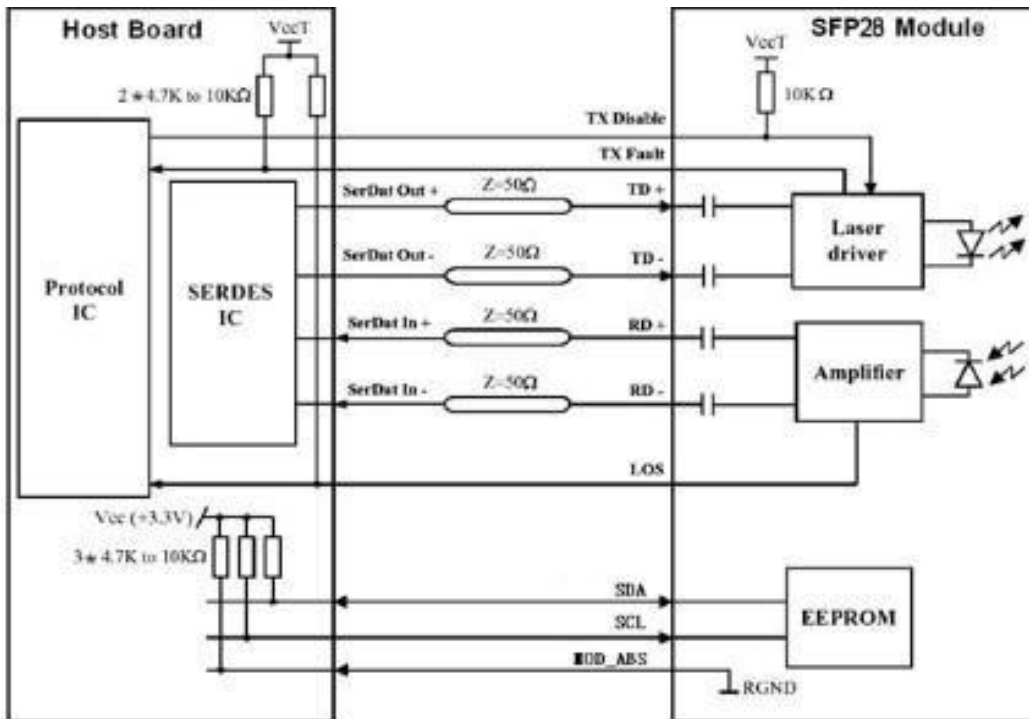 Host Board
SFP28 Module
VccT
VccT
2*4.7K to 10KΩ
10KΩ
TX Disable
TX Fault
SerDat Out +
Z=50Ω
TD +
SerDat Out -
Z=50Ω
TD -
Laser
driver
Protocol
IC
SERDES
IC
SerDat In +
Z=50Ω
RD +
SerDat In -
Z=50Ω
RD -
Amplifier
LOS
Vcc (+3.3V)
3*4.7K to 10KΩ
SDA
SCL
MOD_ABS
EEPROM
RGND